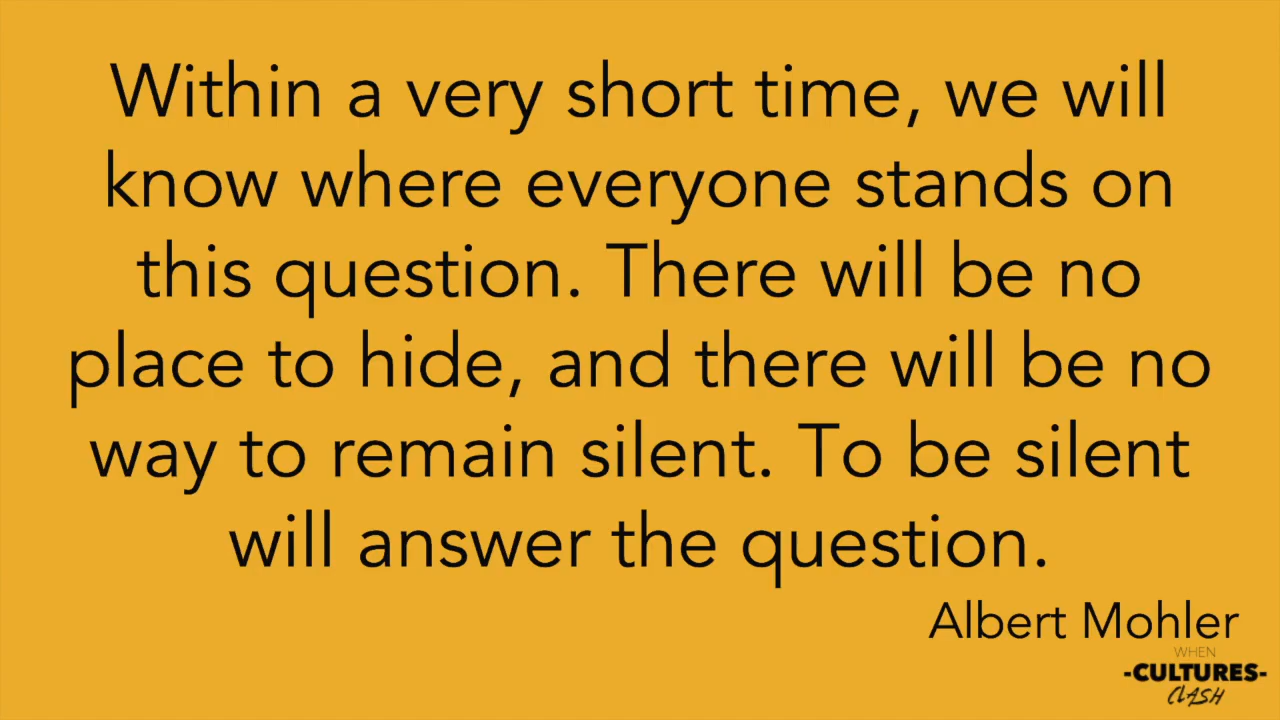 Within a very short time, we will
know where everyone stands on
this question. There will be no
place to hide, and there will be no
way to remain silent. To be silent
will answer the question.
Albert Mohler
WHEN
-CULTURES-
CLASH